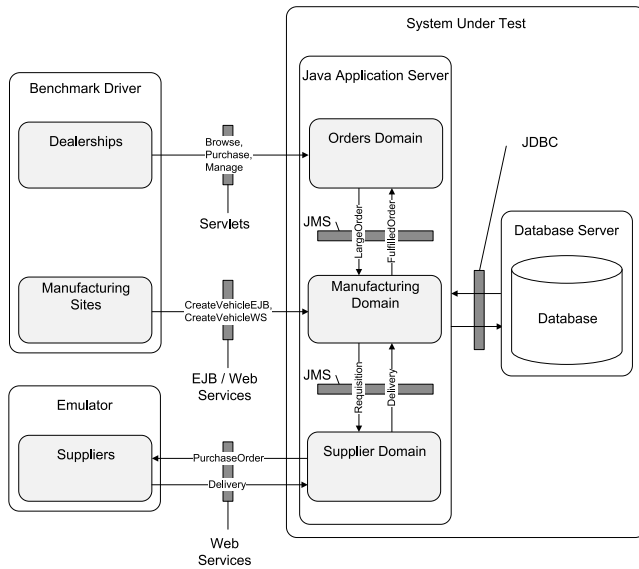 System Under Test
Java Application Server
Benchmark Driver
Dealerships
Browse,
Purchase,
Manage
Servlets
Orders Domain
JDBC
JMS
LargeOrder
FulfilledOrder
Database Server
Database
Manufacturing
Sites
CreateVehicleEJB,
CreateVehicleWS
EJB / Web
Services
Manufacturing
Domain
JMS
Requisition
Delivery
Emulator
Suppliers
PurchaseOrder
Delivery
Web
Services
Supplier Domain